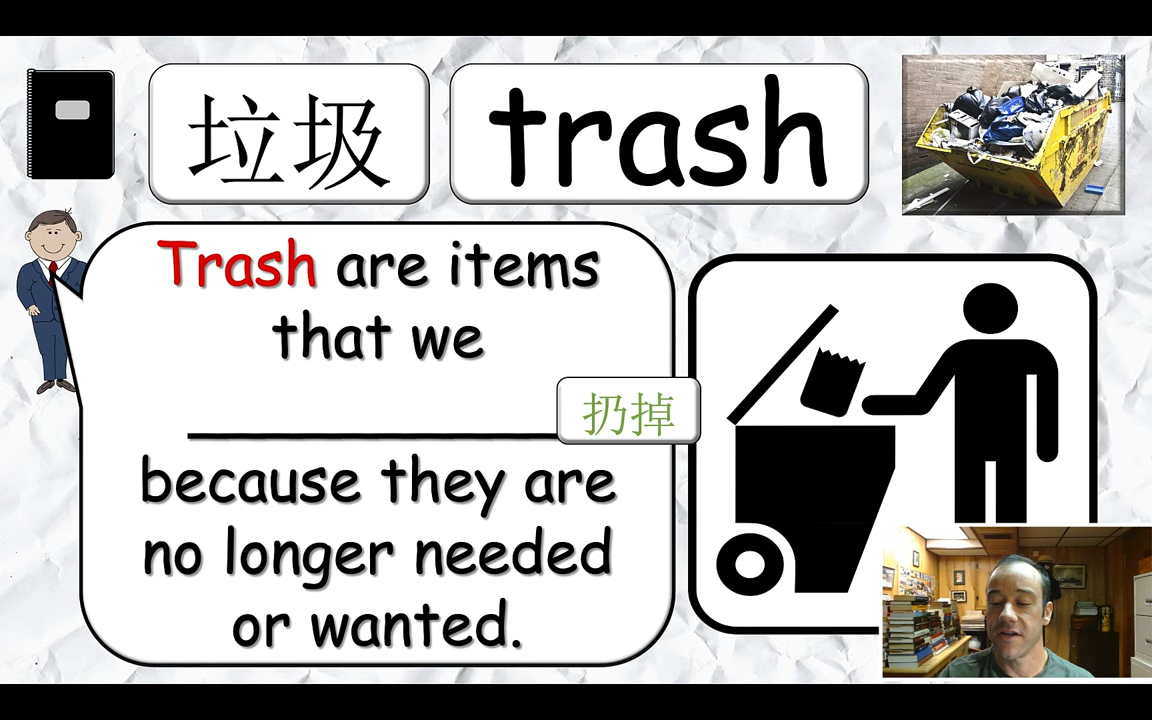 垃圾
trash
Trash are items
that we
扔掉
because they are
no longer needed
or wanted.